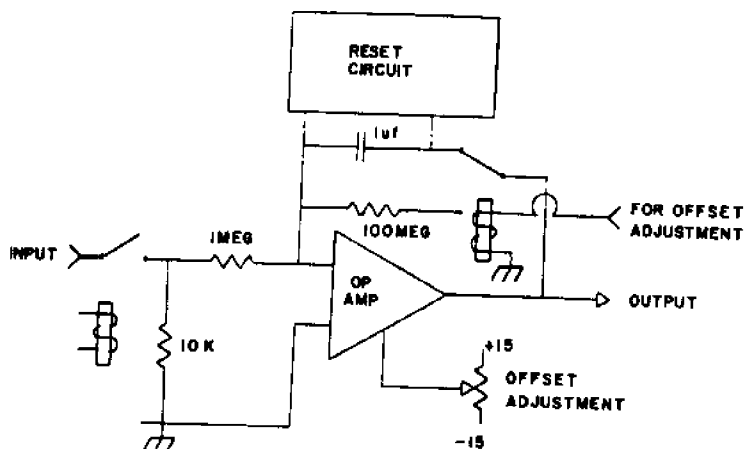 RESET
CIRCUIT
1uf
FOR OFFSET
ADJUSTMENT
100MEG
1MEG
INPUT
OP
AMP
OUTPUT
10K
+15
OFFSET
ADJUSTMENT
-15